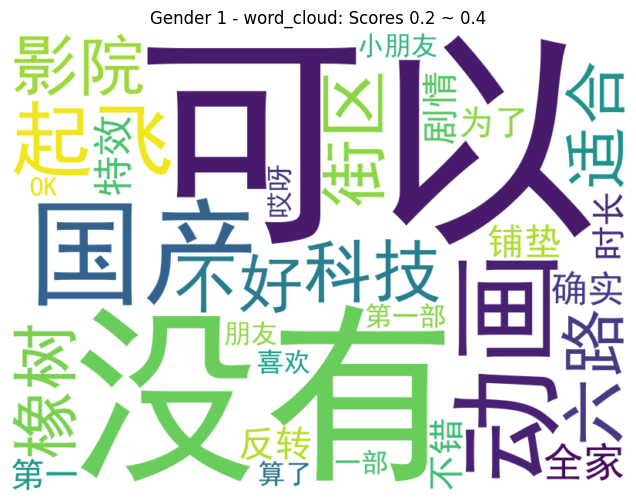 Gender 1 - word_cloud: Scores 0.2 ~ 0.4
影院
可以
小朋友
起飞
特效
OK
哎呀
街区
剧情
为了
适合
国产
不好
科技
铺垫
时长
确实
动画
六路
没有
橡树
朋友
第一部
喜欢
反转
算了
一部
不错
全家
第一